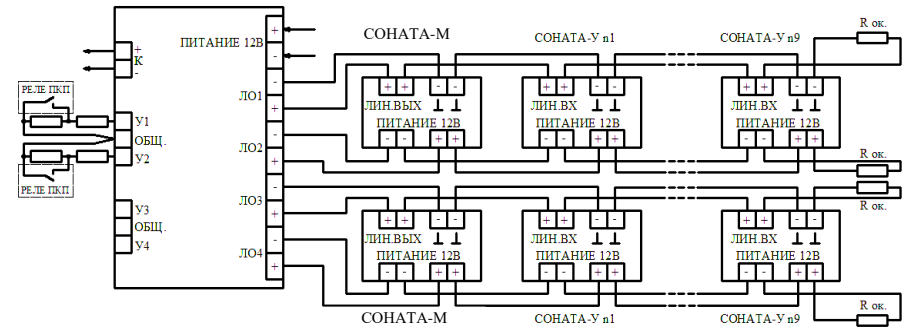 R ок.
СОНАТА-М
СОНАТА-У n1
СОНАТА-У n9
+
ПИТАНИЕ 12В
-
+
К
-
-
ЛО1
+
+ + - -
+ + - -
+ + - -
РЕЛЕ ПКП
ЛИН.ВЫХ
ЛИН.ВХ
ЛИН.ВХ
ПИТАНИЕ 12В
ПИТАНИЕ 12В
ПИТАНИЕ 12В
- - + +
- - + +
- - + +
У1
ОБЩ.
У2
-
ЛО2
+
R ок.
РЕЛЕ ПКП
-
ЛО3
+
R ок.
У3
ОБЩ.
У4
+ + - -
+ + - -
+ + - -
ЛИН.ВЫХ
ЛИН.ВХ
ЛИН.ВХ
-
ЛО4
+
ПИТАНИЕ 12В
ПИТАНИЕ 12В
ПИТАНИЕ 12В
- - + +
- - + +
- - + +
R ок.
СОНАТА-М
СОНАТА-У n1
СОНАТА-У n9